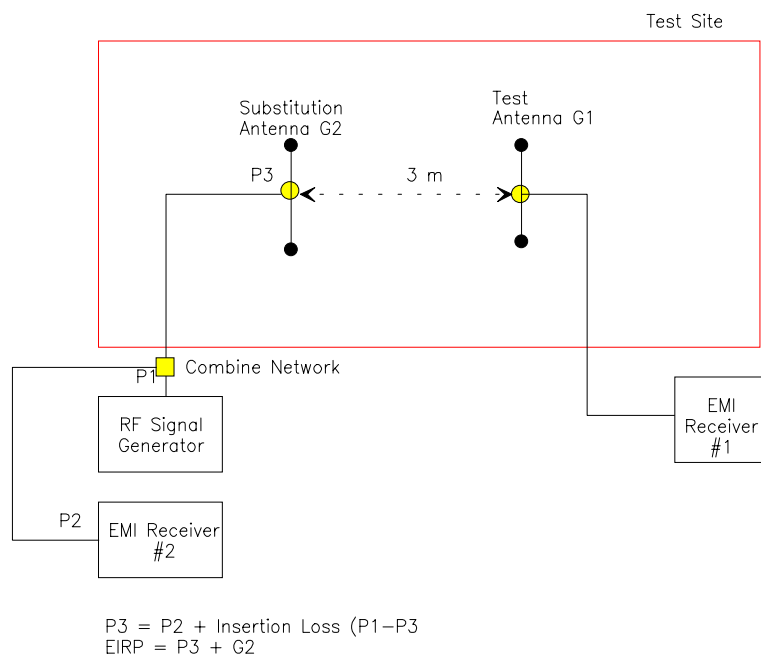 Test Site
Substitution
Antenna G2
Test
Antenna G1
P3
3 m
P1
Combine Network
RF Signal
Generator
EMI
Receiver
#1
P2
EMI Receiver
#2
P3 = P2 + Insertion Loss (P1-P3
EIRP = P3 + G2